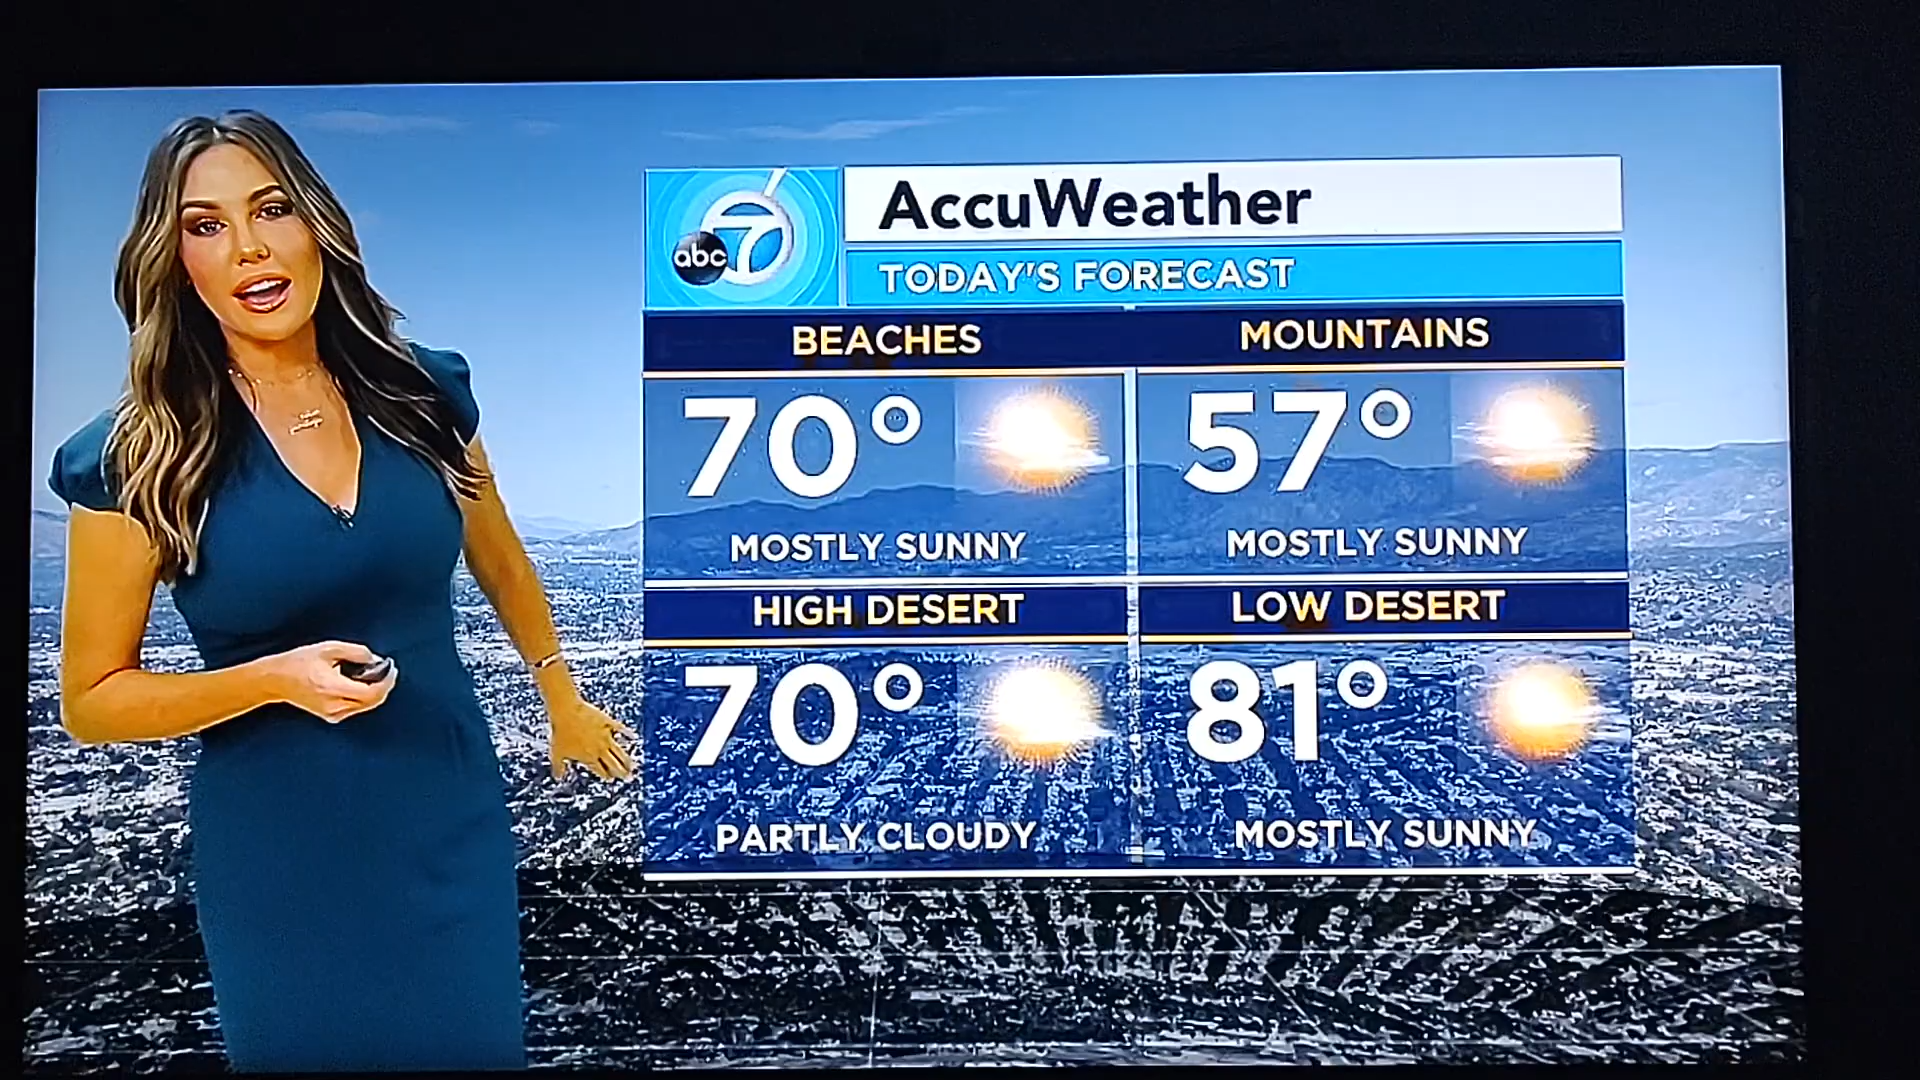 abc 7
AccuWeather
TODAY'S FORECAST
BEACHES
70°
MOSTLY SUNNY
MOUNTAINS
57°
MOSTLY SUNNY
HIGH DESERT
70°
PARTLY CLOUDY
LOW DESERT
81°
MOSTLY SUNNY